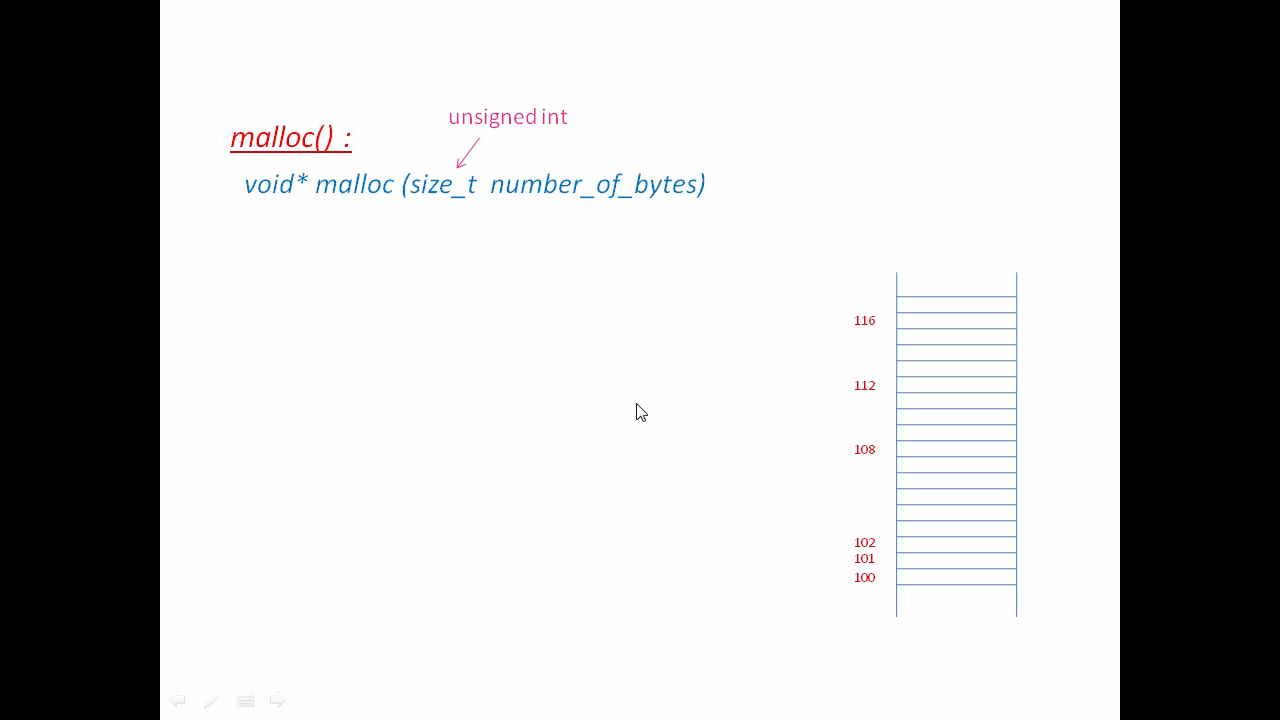 unsigned int
malloc() :
void* malloc (size_t number_of_bytes)
116
112
108
102
101
100